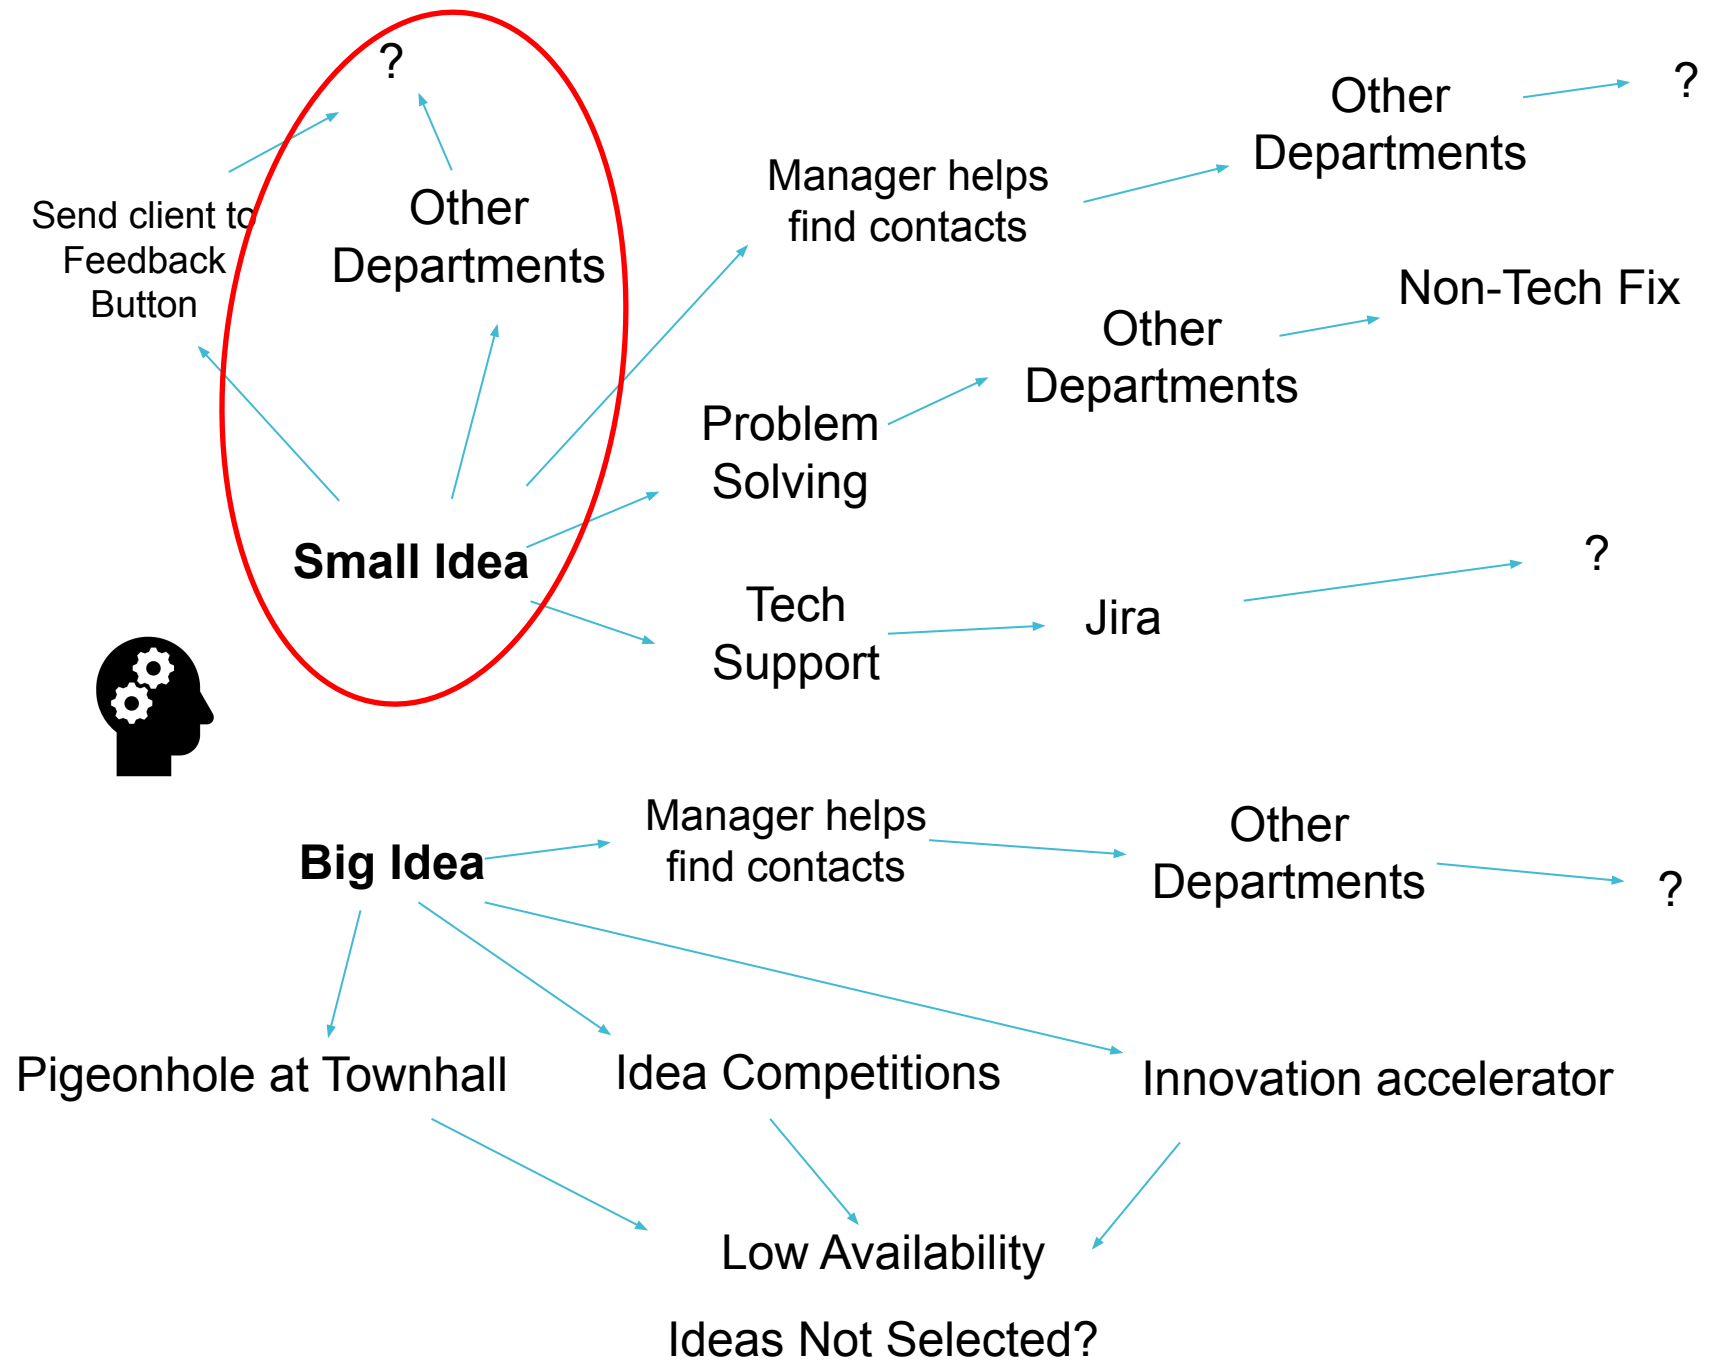 ?
Send client to
Feedback
Button
Other
Departments
Manager helps
find contacts
Other
Departments
?
Problem
Solving
Other
Departments
Non-Tech Fix
Small Idea
Tech
Support
Jira
?
Big Idea
Manager helps
find contacts
Other
Departments
?
Pigeonhole at Townhall
Idea Competitions
Innovation accelerator
Low Availability
Ideas Not Selected?